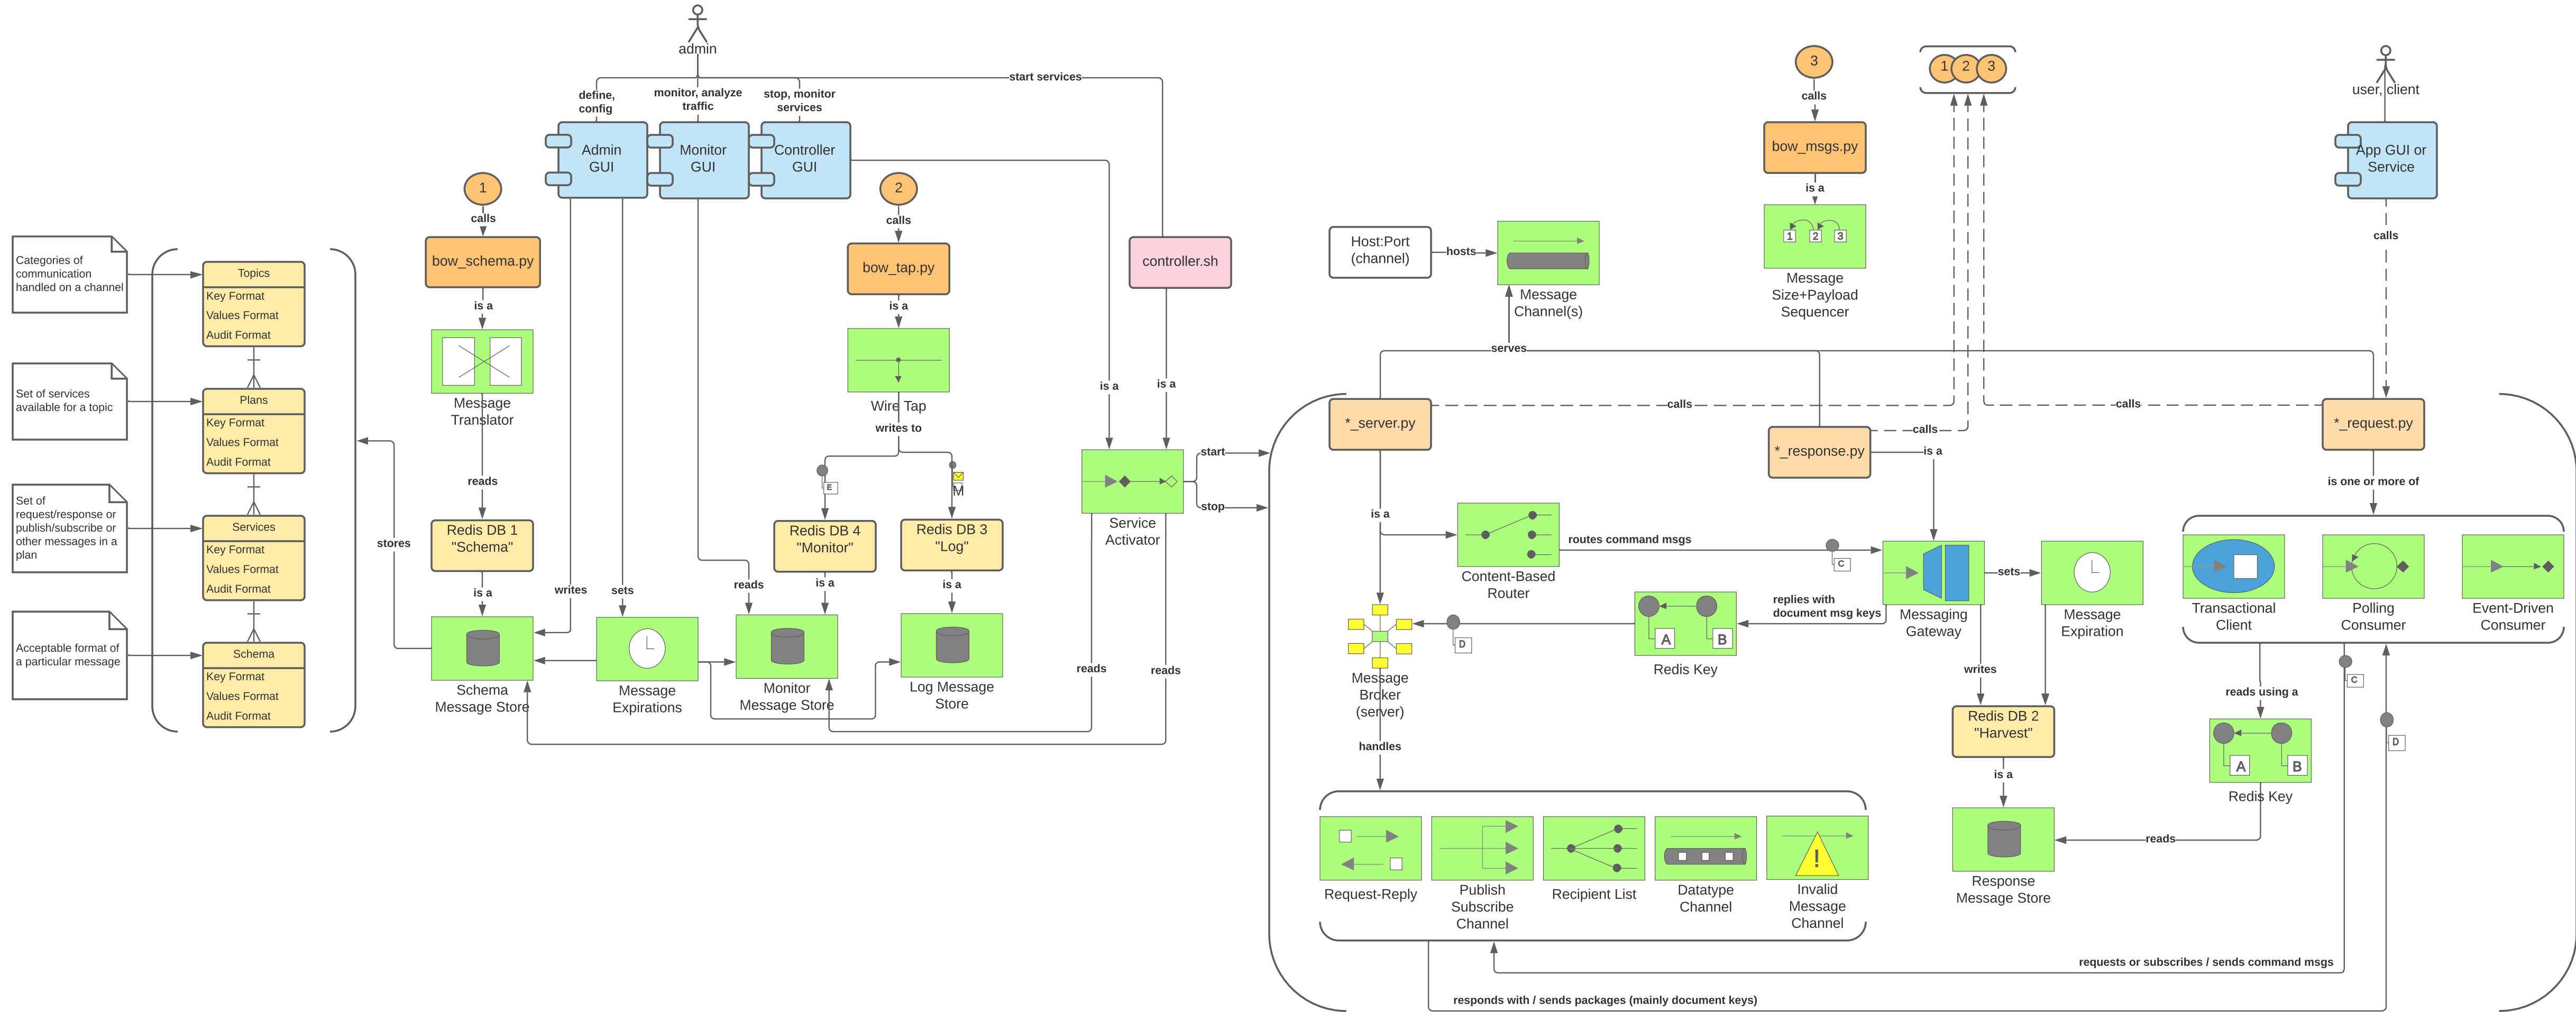 admin
start services
define,
config
monitor, analyze
traffic
stop, monitor
services
Admin
GUI
Monitor
GUI
Controller
GUI
1
calls
bow_schema.py
is a
Message
Translator
reads
Redis DB 1
"Schema"
is a
Schema
Message Store
stores
Categories of
communication
handled on a channel
Set of services
available for a topic
Set of
request/response or
publish/subscribe or
other messages in a
plan
Acceptable format of
a particular message
Topics
Key Format
Values Format
Audit Format
Plans
Key Format
Values Format
Audit Format
Services
Key Format
Values Format
Audit Format
Schema
Key Format
Values Format
Audit Format
writes
sets
Message
Expirations
2
calls
bow_tap.py
is a
Wire Tap
writes to
E
M
Redis DB 4
"Monitor"
Redis DB 3
"Log"
reads
is a
is a
Monitor
Message Store
Log Message
Store
controller.sh
is a
is a
Service
Activator
start
stop
reads
reads
3
calls
bow_msgs.py
is a
1
2
3
Message
Size+Payload
Sequencer
1
2
3
user, client
App GUI or
Service
calls
Host:Port
(channel)
hosts
Message
Channel(s)
serves
*_server.py
calls
*_response.py
calls
is a
calls
*_request.py
is one or more of
is a
Content-Based
Router
routes command msgs
C
Messaging
Gateway
sets
Message
Expiration
replies with
document msg keys
A
B
Redis Key
D
Message
Broker
(server)
handles
writes
Redis DB 2
"Harvest"
is a
Response
Message Store
Transactional
Client
Polling
Consumer
Event-Driven
Consumer
reads using a
C
D
A
B
Redis Key
reads
Request-Reply
Publish
Subscribe
Channel
Recipient List
Datatype
Channel
!
Invalid
Message
Channel
requests or subscribes / sends command msgs
responds with / sends packages (mainly document keys)